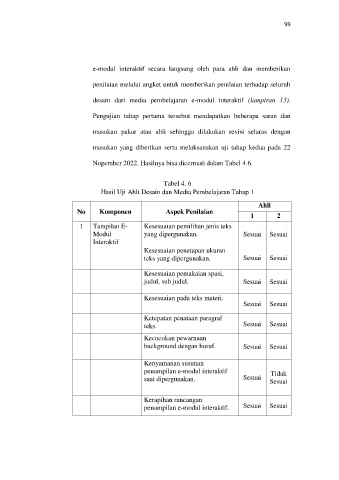 99
e-modul interaktif secara langsung oleh para ahli dan memberikan
penilaian melalui angket untuk memberikan penilaian terhadap seluruh
desain dari media pembelajaran e-modul interaktif (lampiran 13).
Pengujian tahap pertama tersebut mendapatkan beberapa saran dan
masukan pakar atau ahli sehingga dilakukan revisi selaras dengan
masukan yang diberikan serta melaksanakan uji tahap kedua pada 22
Nopember 2022. Hasilnya bisa dicermati dalam Tabel 4.6.
Tabel 4. 6
Hasil Uji Ahli Desain dan Media Pembelajaran Tahap 1
No Komponen Aspek Penilaian Ahli
1 2
1 Tampilan E-
Modul
Interaktif
Kesesuaian pemilihan jenis teks
yang dipergunakan. Sesuai Sesuai
Kesesuaian penetapan ukuran
teks yang dipergunakan. Sesuai Sesuai
Kesesuaian pemakaian spasi,
judul, sub judul. Sesuai Sesuai
Kesesuaian pada teks materi.
Sesuai Sesuai
Ketepatan penataan paragraf
teks. Sesuai Sesuai
Kecocokan pewarnaan
background dengan huruf. Sesuai Sesuai
Kenyamanan susunan
penampilan e-modul interaktif
saat dipergunakan. Sesuai Tidak
Sesuai
Kerapihan rancangan
penampilan e-modul interaktif. Sesuai Sesuai